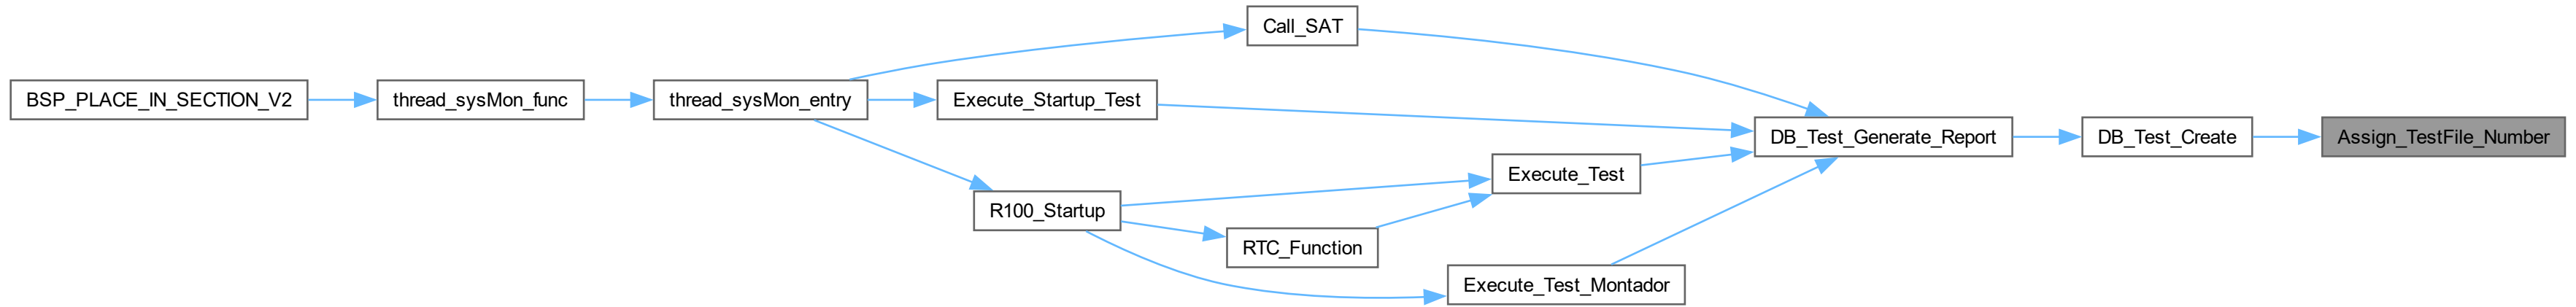 Call_SAT
BSP_PLACE_IN_SECTION_V2
thread_sysMon_func
thread_sysMon_entry
Execute_Startup_Test
DB_Test_Generate_Report
DB_Test_Create
Assign_TestFile_Number
Execute_Test
R100_Startup
RTC_Function
Execute_Test_Montador